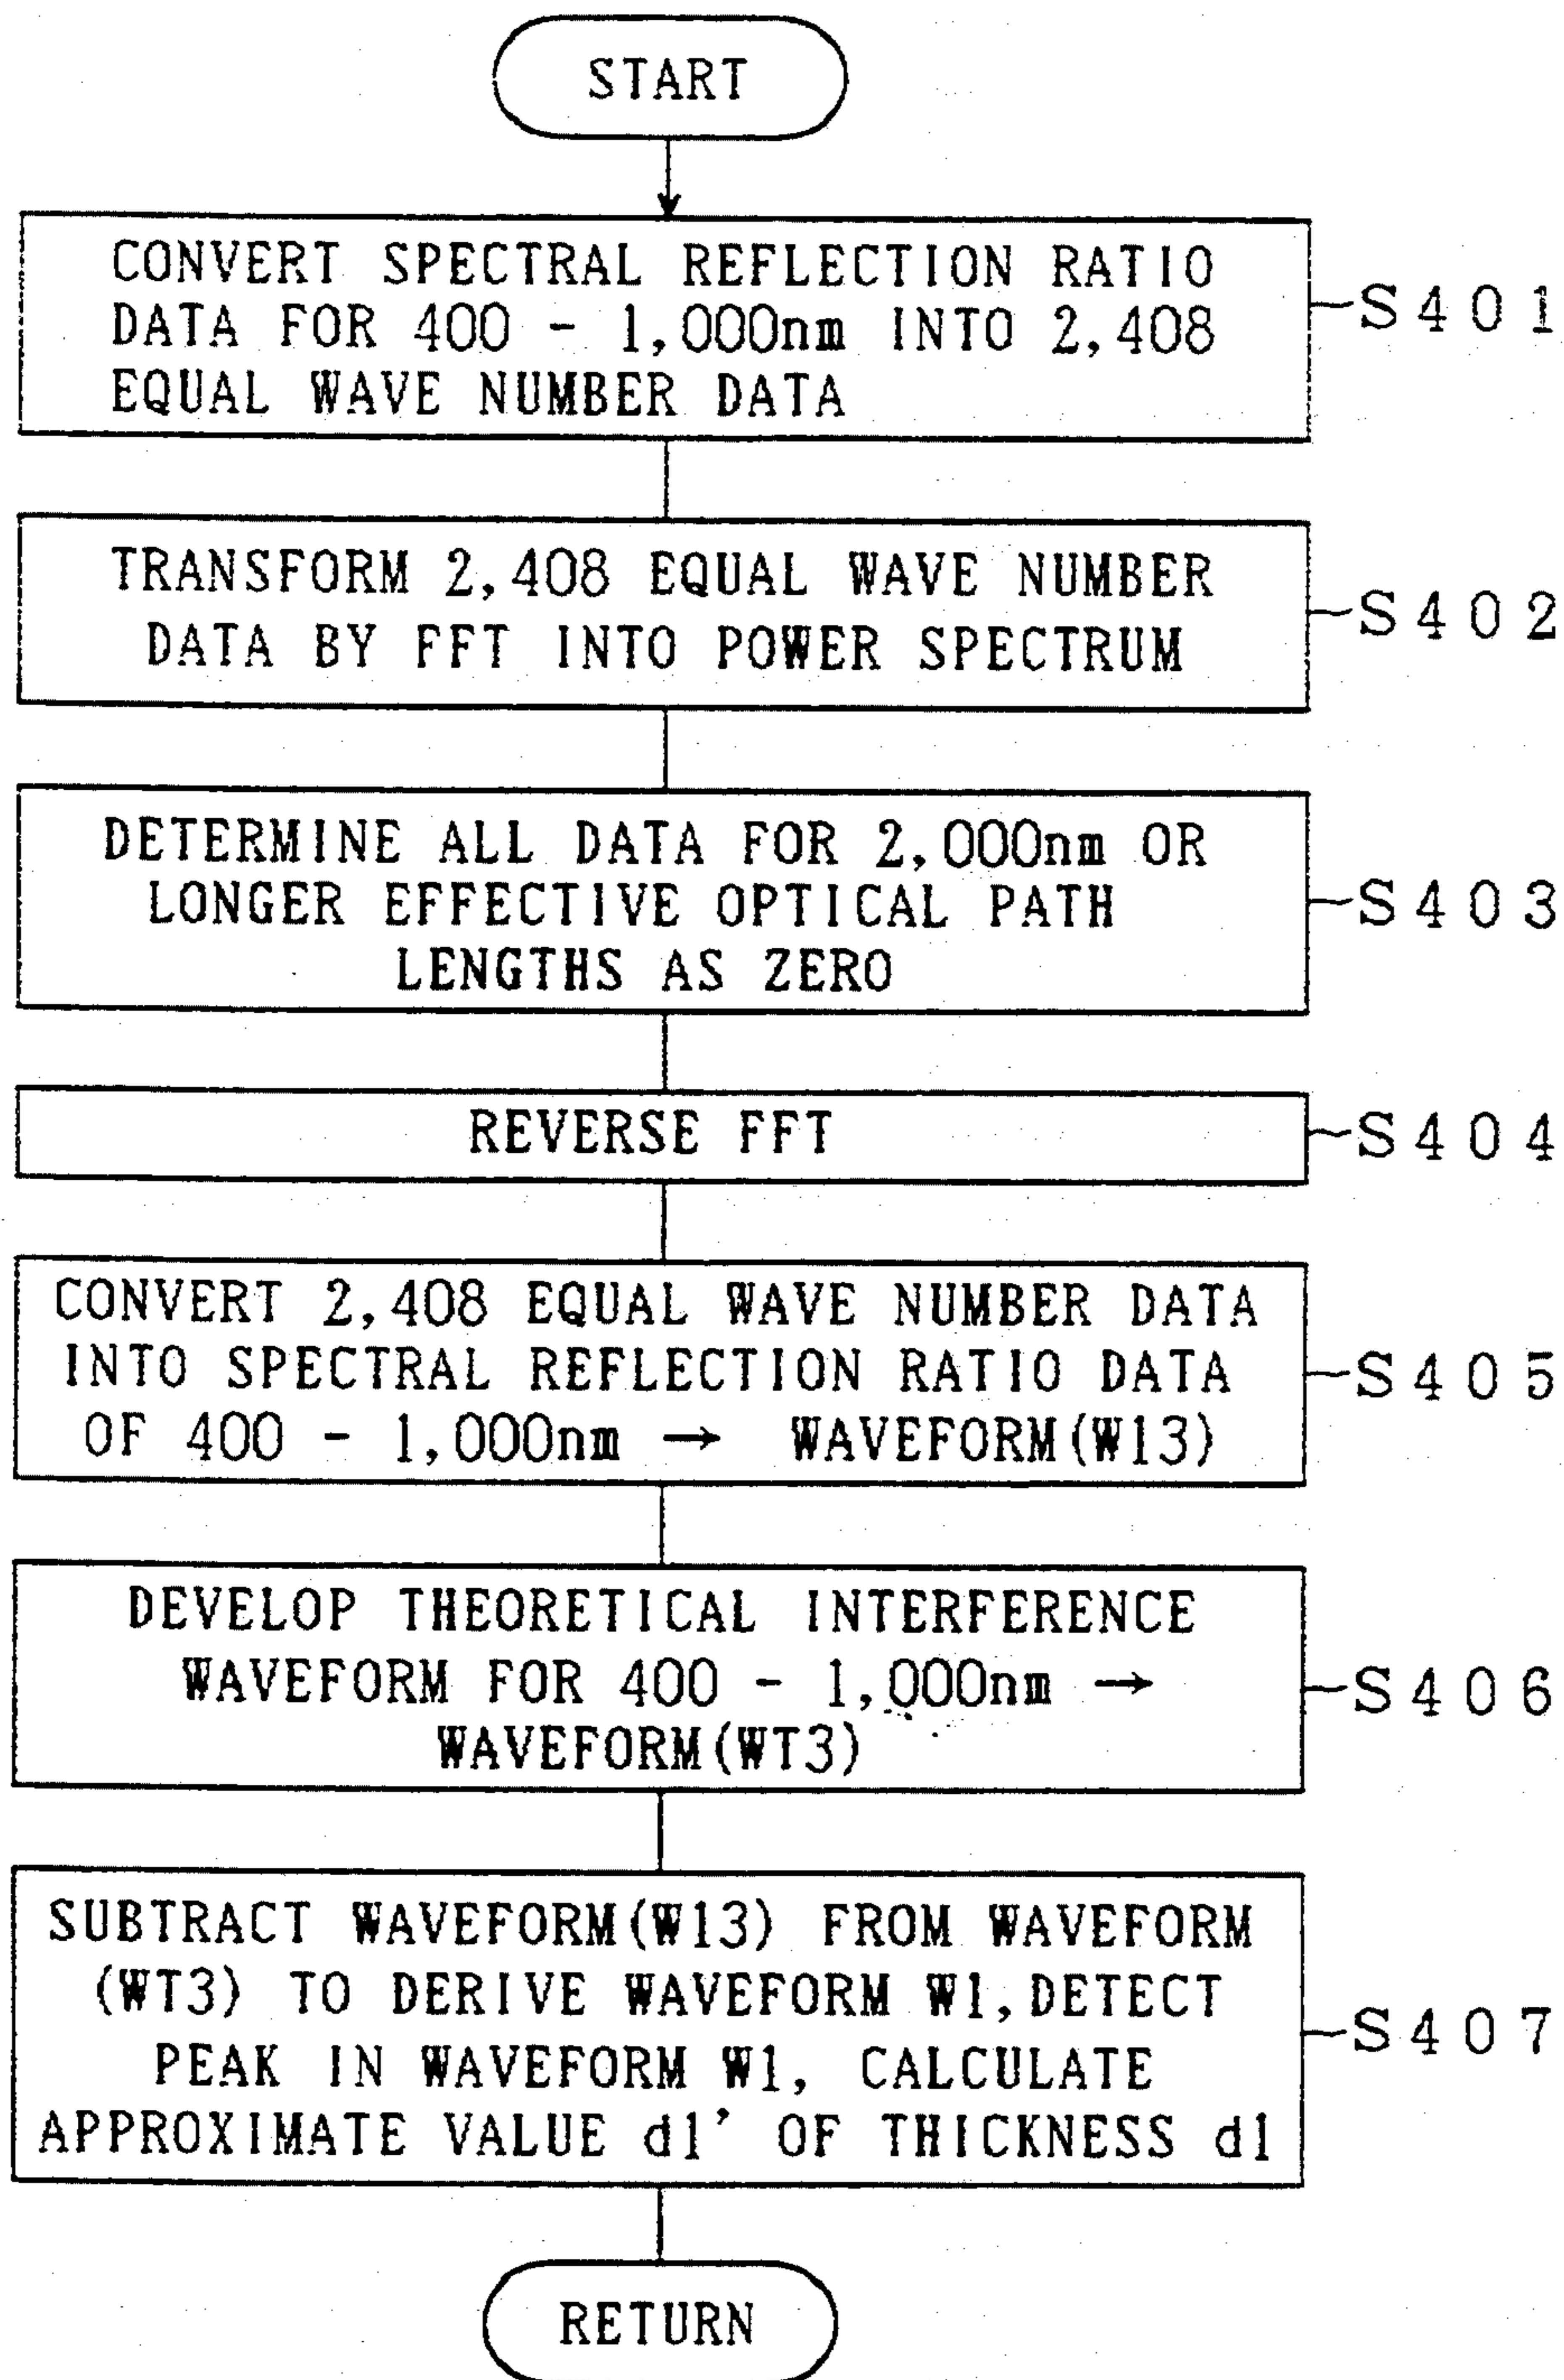 START
CONVERT SPECTRAL REFLECTION RATIO
DATA FOR 400 - 1,000nm INTO 2,408
EQUAL WAVE NUMBER DATA
S401
TRANSFORM 2,408 EQUAL WAVE NUMBER
DATA BY FFT INTO POWER SPECTRUM
S402
DETERMINE ALL DATA FOR 2,000nm OR
LONGER EFFECTIVE OPTICAL PATH
LENGTHS AS ZERO
S403
REVERSE FFT
S404
CONVERT 2,408 EQUAL WAVE NUMBER DATA
INTO SPECTRAL REFLECTION RATIO DATA
OF 400 - 1,000nm → WAVEFORM(W13)
S405
DEVELOP THEORETICAL INTERFERENCE
WAVEFORM FOR 400 - 1,000nm →
WAVEFORM(WT3)
S406
SUBTRACT WAVEFORM(W13) FROM WAVEFORM
(WT3) TO DERIVE WAVEFORM W1, DETECT
PEAK IN WAVEFORM W1, CALCULATE
APPROXIMATE VALUE d1' OF THICKNESS d1
S407
RETURN